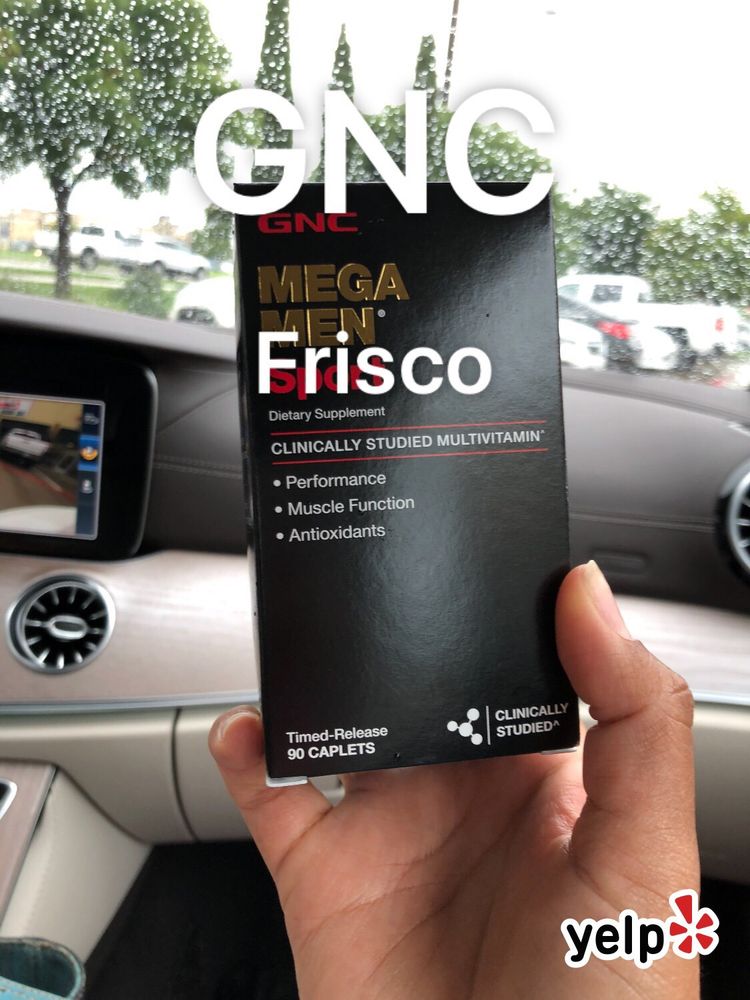 GNC
GNC
MEGA
MEN®
Frisco
Sport
Dietary Supplement
CLINICALLY STUDIED MULTIVITAMIN^
• Performance
• Muscle Function
• Antioxidants
Timed-Release
90 CAPLETS
CLINICALLY
STUDIED^
yelp